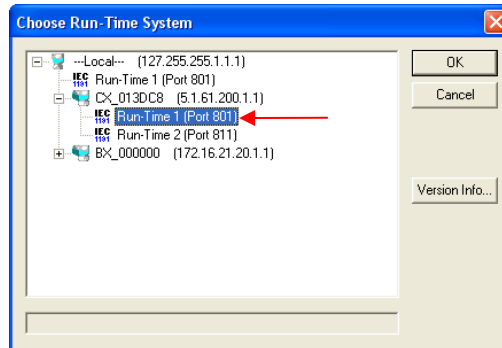 Choose Run-Time System
---Local--- (127.255.255.1.1.1)
IEC 1131 Run-Time 1 (Port 801)
CX_013DC8 (5.1.61.200.1.1)
IEC 1131 Run-Time 1 (Port 801)
IEC 1131 Run-Time 2 (Port 811)
BX_000000 (172.16.21.20.1.1)
OK
Cancel
Version Info...